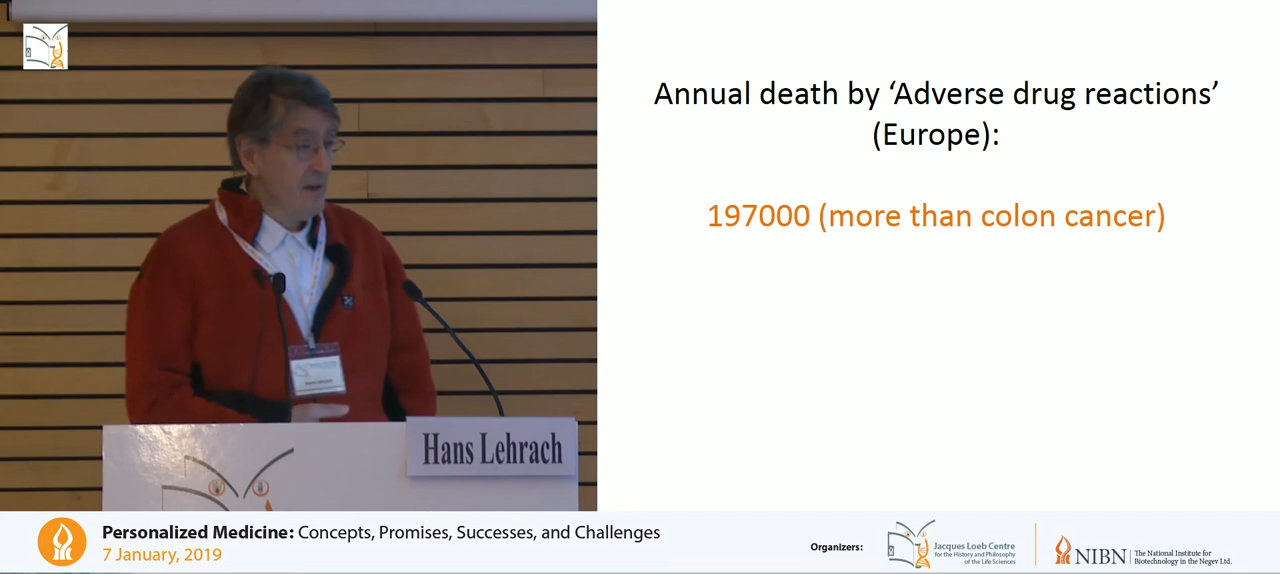 Annual death by ‘Adverse drug reactions’
(Europe):
197000 (more than colon cancer)
Hans Lehrach
Personalized Medicine: Concepts, Promises, Successes, and Challenges
7 January, 2019
Organizers:
Jacques Loeb Centre
for the History and Philosophy
of the Life Sciences
NIBN
The National Institute for
Biotechnology in the Negev Ltd.